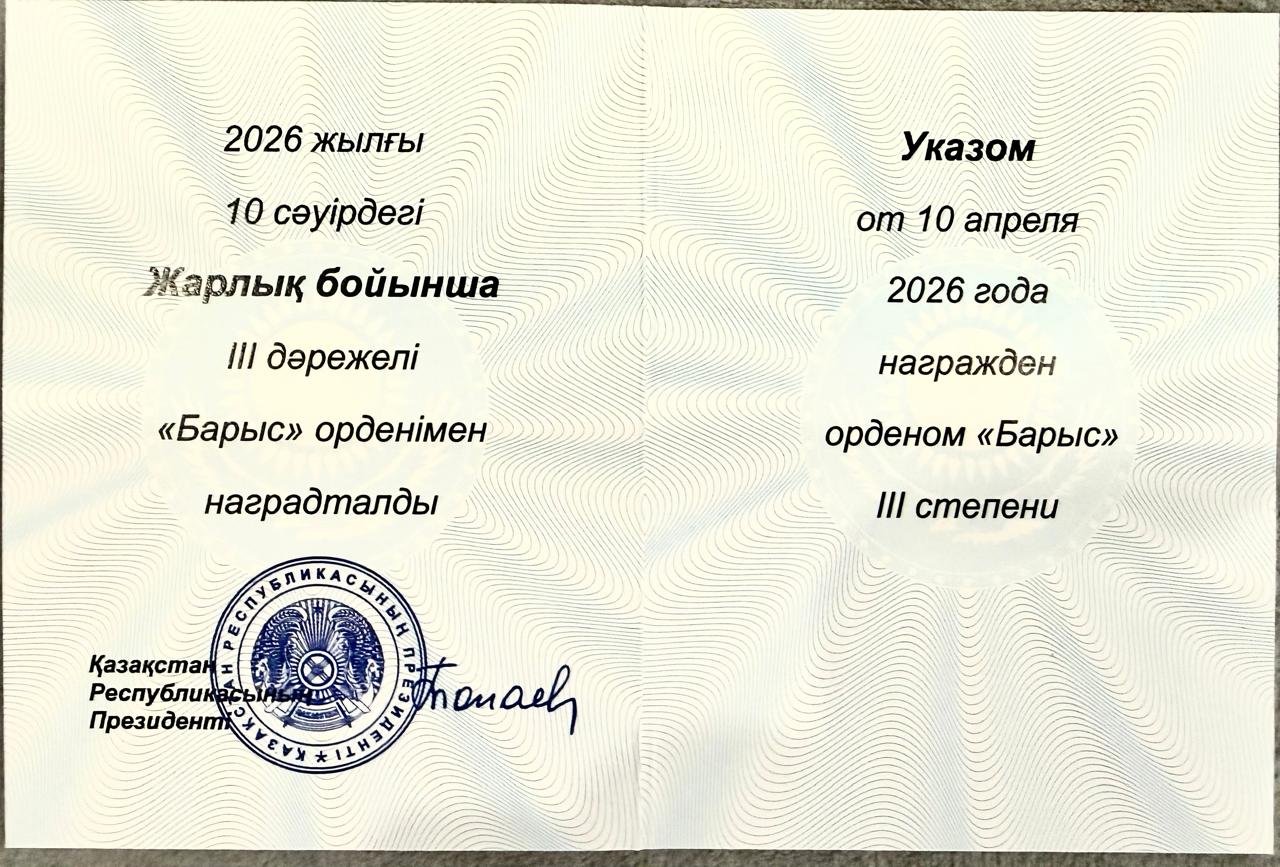 2026 жылғы
10 сәуірдегі
Жарлық бойынша
III дәрежелі
«Барыс» орденімен
наградталды
Қазақстан
Республикасының
Президенті
ҚАЗАҚСТАН РЕСПУБЛИКАСЫНЫҢ ПРЕЗИДЕНТІ
Указом
от 10 апреля
2026 года
награжден
орденом «Барыс»
III степени